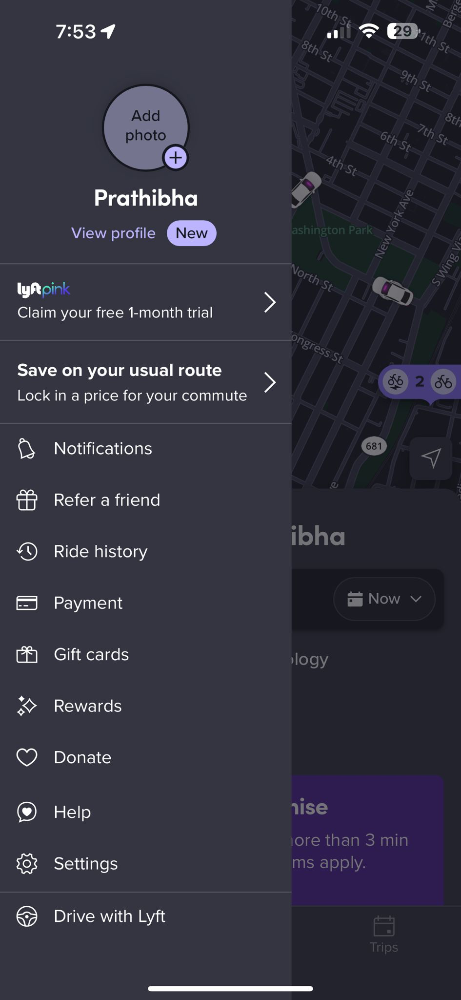 7:53
29
Add
photo
Prathibha
View profile
New
lyft pink
Claim your free 1-month trial
Save on your usual route
Lock in a price for your commute
Notifications
Refer a friend
Ride history
Payment
Gift cards
Rewards
Donate
Help
Settings
Drive with Lyft
10th St
8th St
11th St
9th St
8th
7th St
6th St
4th St
New York Ave
ashington Park
S Wing Via
North St
ongress St
2
681
ibha
Now
ology
nise
ore than 3 min
ms apply.
Trips